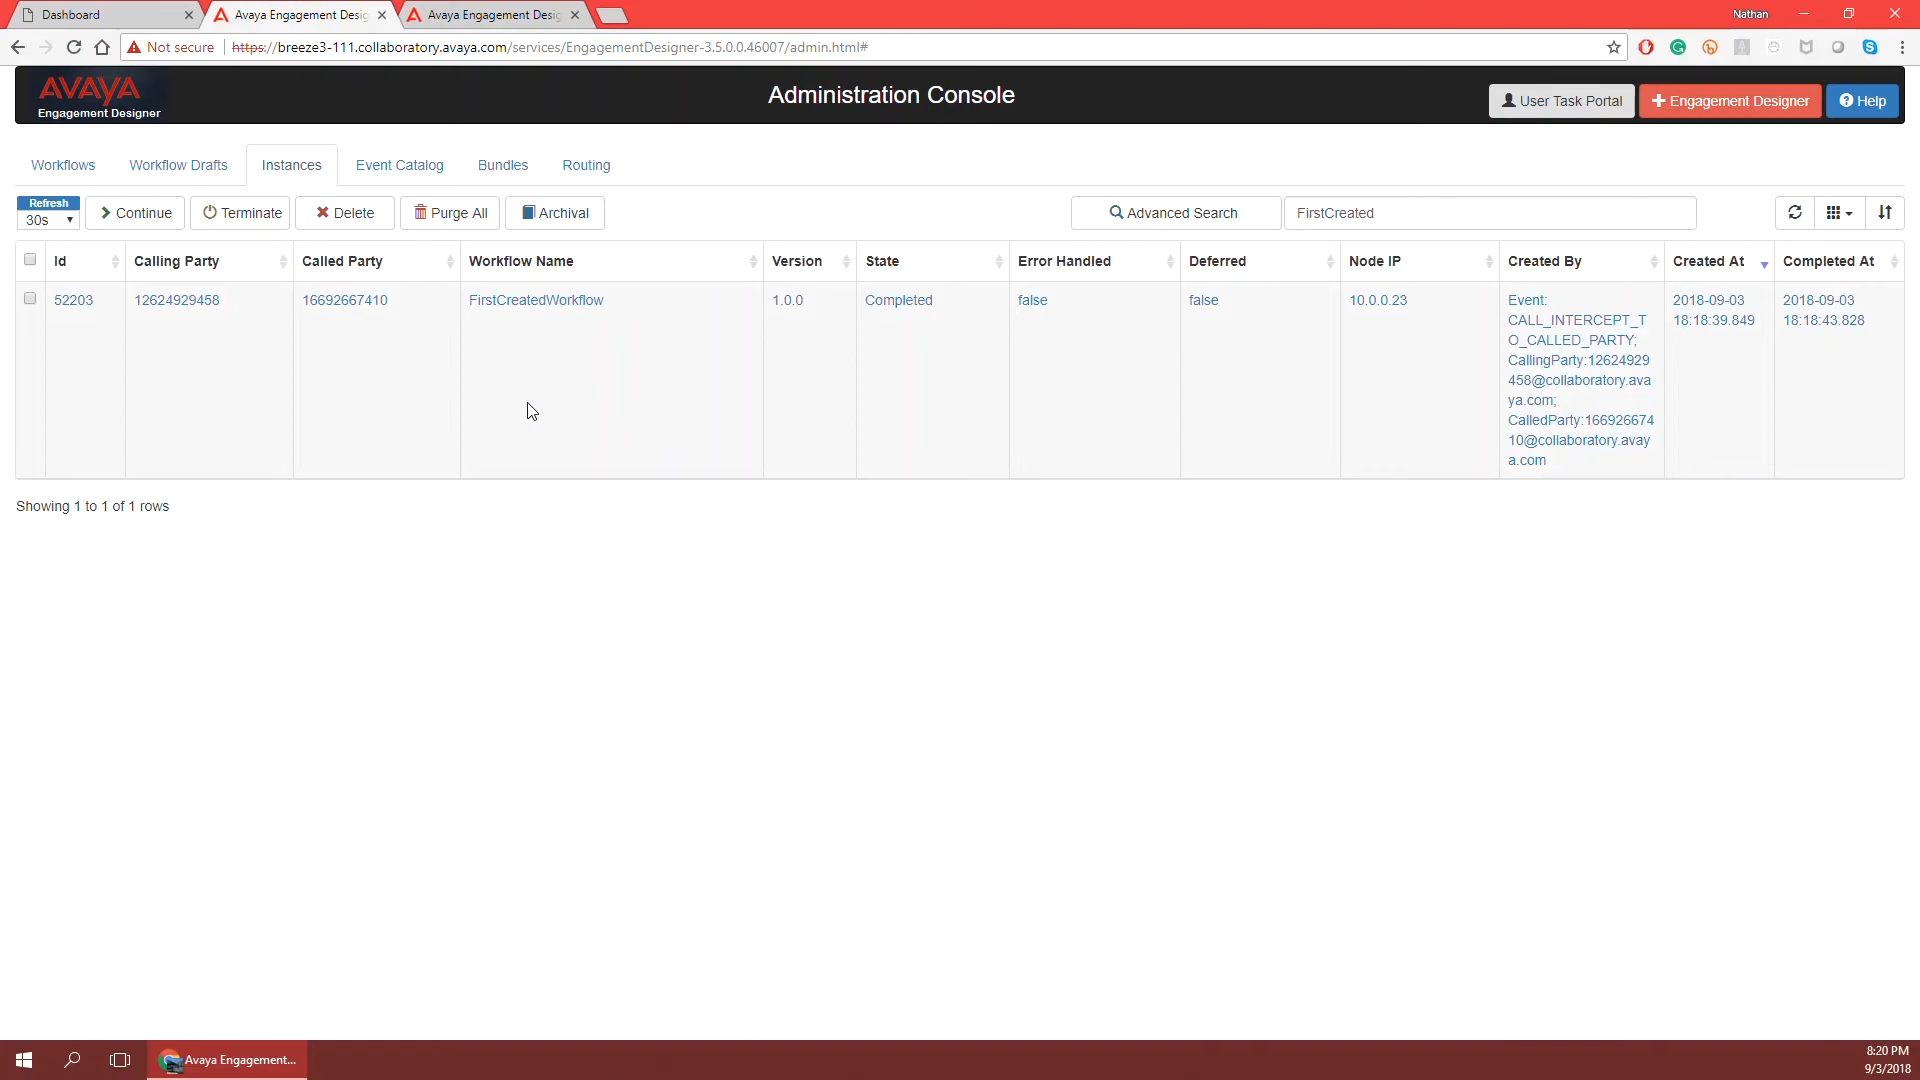 Dashboard
Avaya Engagement Desig
Avaya Engagement Desig
Nathan
Not secure
https://breeze3-111.collaboratory.avaya.com/services/EngagementDesigner-3.5.0.0.46007/admin.html#
AVAYA
Engagement Designer
Administration Console
User Task Portal
Engagement Designer
Help
Workflows
Workflow Drafts
Instances
Event Catalog
Bundles
Routing
Refresh
30s
Continue
Terminate
Delete
Purge All
Archival
Advanced Search
FirstCreated
Id
Calling Party
Called Party
Workflow Name
Version
State
Error Handled
Deferred
Node IP
Created By
Created At
Completed At
52203
12624929458
16692667410
FirstCreatedWorkflow
1.0.0
Completed
false
false
10.0.0.23
Event:
CALL_INTERCEPT_T
O_CALLED_PARTY;
CallingParty:12624929
458@collaboratory.ava
ya.com;
CalledParty:166926674
10@collaboratory.avay
a.com
2018-09-03
18:18:39.849
2018-09-03
18:18:43.828
Showing 1 to 1 of 1 rows
Avaya Engagement...
8:20 PM
9/3/2018